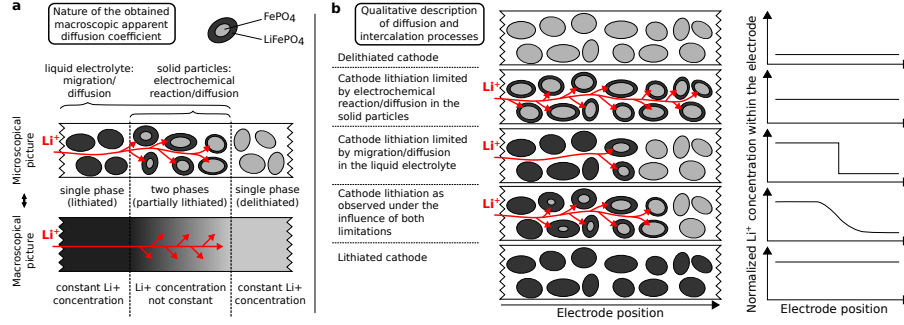 a
Nature of the obtained
macroscopic apparent
diffusion coefficient
FePO4
LiFePO4
liquid electrolyte:
migration/
diffusion
solid particles:
electrochemical
reaction/diffusion
Microscopical
picture
Li+
single phase
(lithiated)
two phases
(partially lithiated)
single phase
(delithiated)
Macroscopical
picture
Li+
constant Li+
concentration
Li+ concentration
not constant
constant Li+
concentration
b
Qualitative description
of diffusion and
intercalation processes
Delithiated cathode
Cathode lithiation limited
by electrochemical
reaction/diffusion in the
solid particles
Li+
Cathode lithiation limited
by migration/diffusion
in the liquid electrolyte
Li+
Cathode lithiation as
observed under the
influence of both
limitations
Li+
Lithiated cathode
Electrode position
Normalized Li+ concentration within the electrode
Electrode position